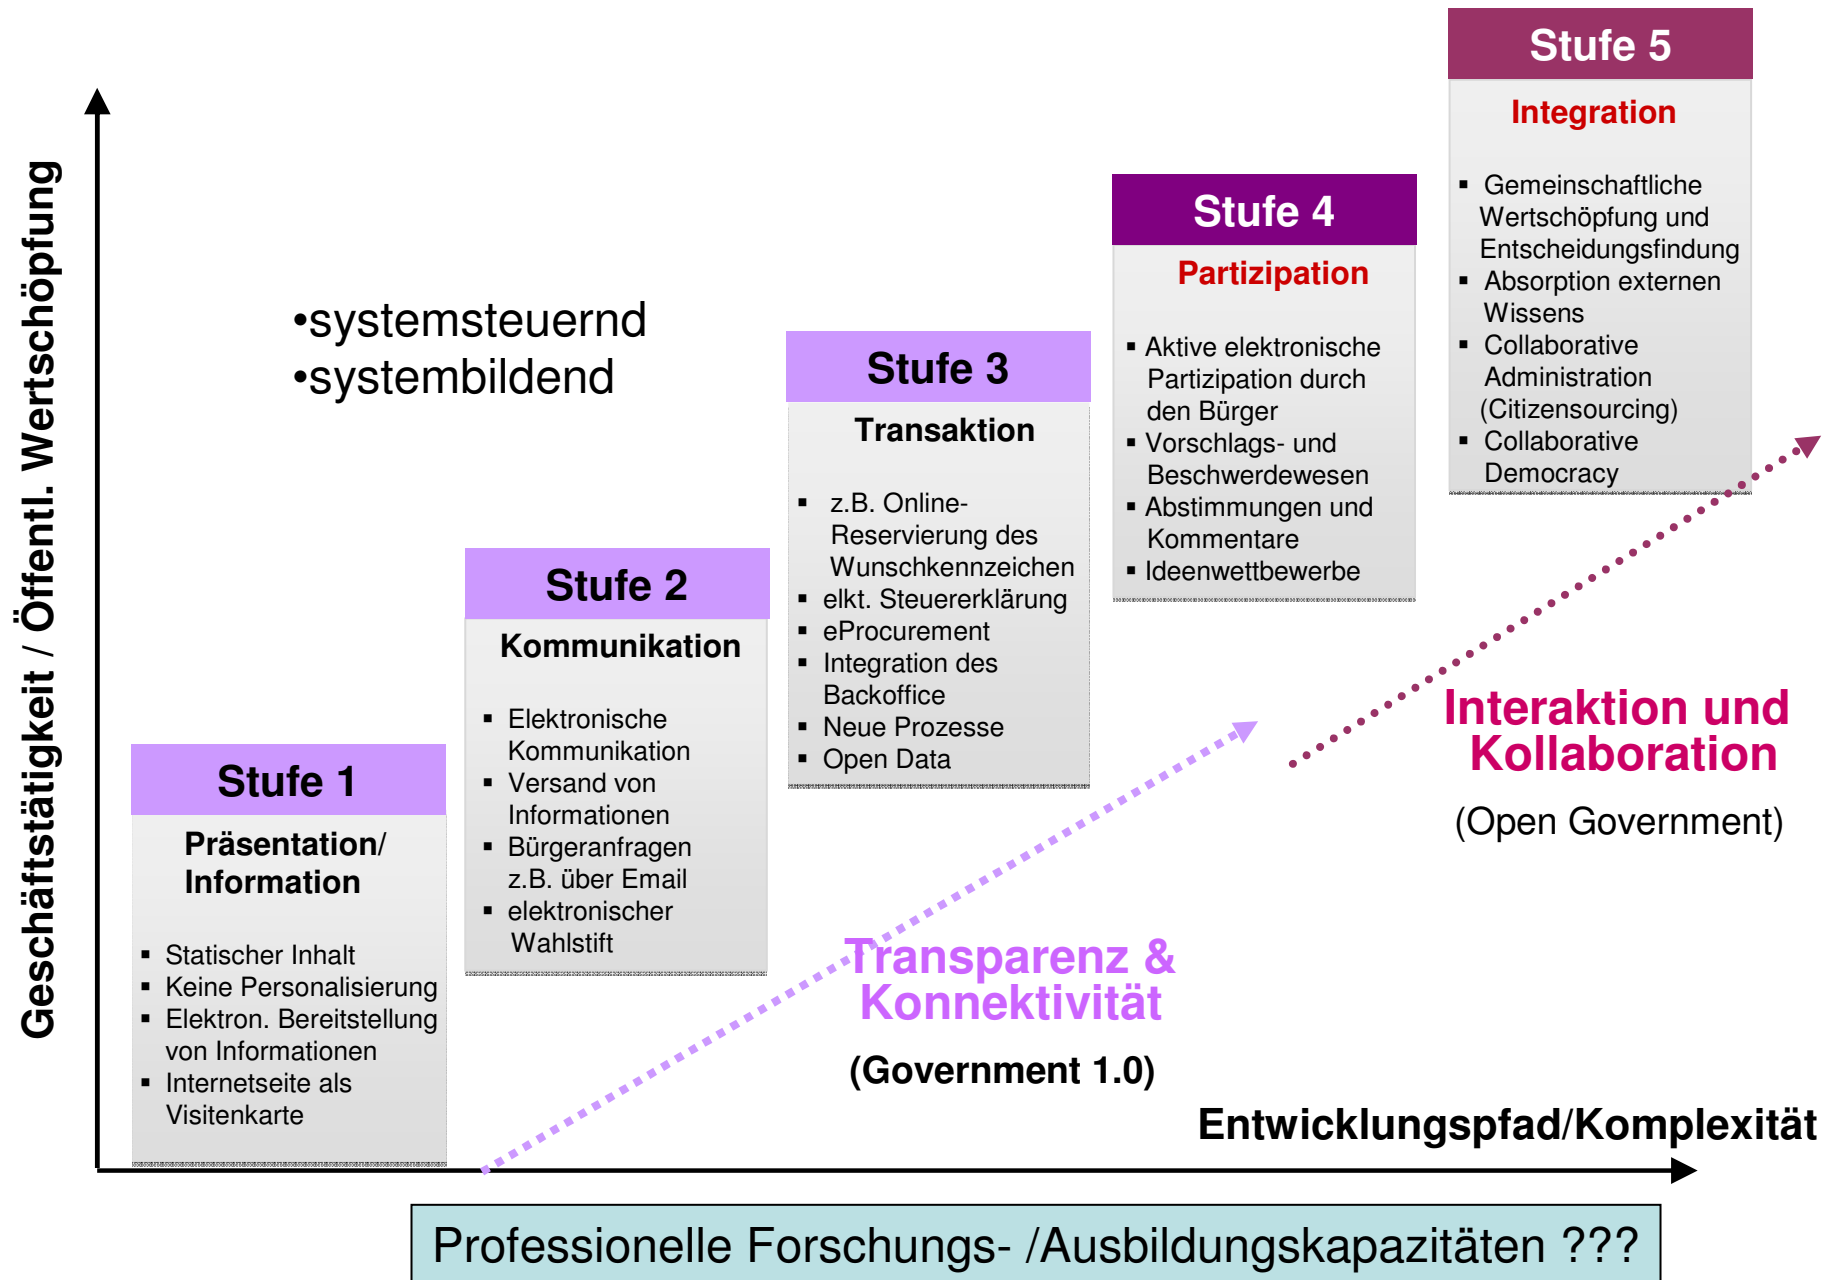 Geschäftstätigkeit / Öffentl. Wertschöpfung
•systemsteuernd
•systembildend
Stufe 1
Präsentation/
Information
▪ Statischer Inhalt
▪ Keine Personalisierung
▪ Elektron. Bereitstellung
von Informationen
▪ Internetseite als
Visitenkarte
Stufe 2
Kommunikation
▪ Elektronische
Kommunikation
▪ Versand von
Informationen
▪ Bürgeranfragen
z.B. über Email
▪ elektronischer
Wahlstift
Stufe 3
Transaktion
▪ z.B. Online-
Reservierung des
Wunschkennzeichen
▪ elkt. Steuererklärung
▪ eProcurement
▪ Integration des
Backoffice
▪ Neue Prozesse
▪ Open Data
Stufe 4
Partizipation
▪ Aktive elektronische
Partizipation durch
den Bürger
▪ Vorschlags- und
Beschwerdewesen
▪ Abstimmungen und
Kommentare
▪ Ideenwettbewerbe
Stufe 5
Integration
▪ Gemeinschaftliche
Wertschöpfung und
Entscheidungsfindung
▪ Absorption externen
Wissens
▪ Collaborative
Administration
(Citizensourcing)
▪ Collaborative
Democracy
Transparenz &
Konnektivität
(Government 1.0)
Interaktion und
Kollaboration
(Open Government)
Entwicklungspfad/Komplexität
Professionelle Forschungs- /Ausbildungskapazitäten ???